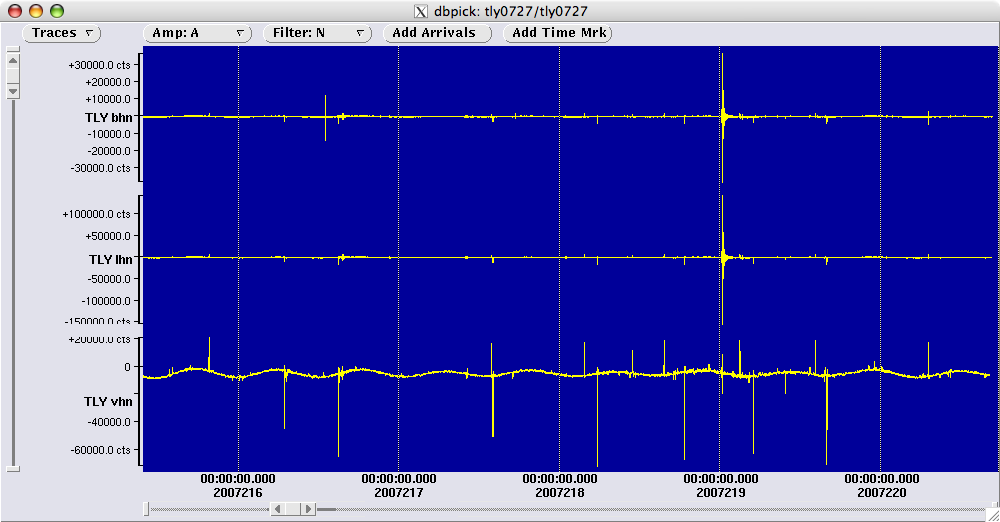 dbpick: tly0727/tly0727
Traces Amp: A Filter: N Add Arrivals Add Time Mrk
+30000.0 cts
+20000.0
+10000.0
TLY bhn
-10000.0
-20000.0
-30000.0 cts
+100000.0
+50000.0
TLY lhn
-50000.0
-100000.0
-150000.0 cts
+20000.0 cts
0
TLY vhn
-40000.0
-60000.0 cts
00:00:00.000 00:00:00.000 00:00:00.000 00:00:00.000 00:00:00.000
2007216 2007217 2007218 2007219 2007220